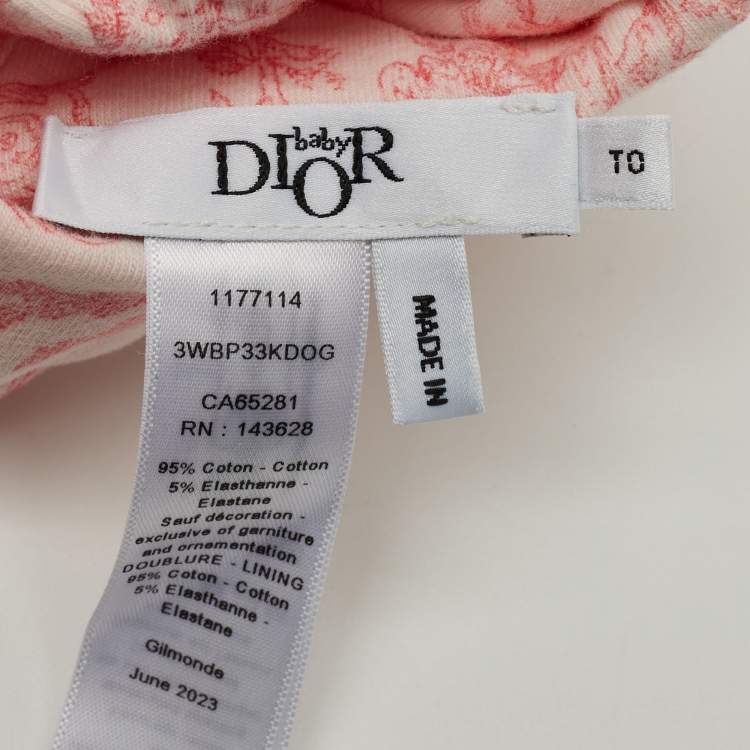 baby
DIOR
TO
1177114
3WBP33KDOG
CA65281
RN : 143628
95% Coton - Cotton
5% Elasthanne -
Elastane
Sauf décoration -
exclusive of garniture
and ornementation
DOUBLURE - LINING
95% Coton - Cotton
5% Elasthanne -
Elastane
Gilmonde
June 2023
MADE IN